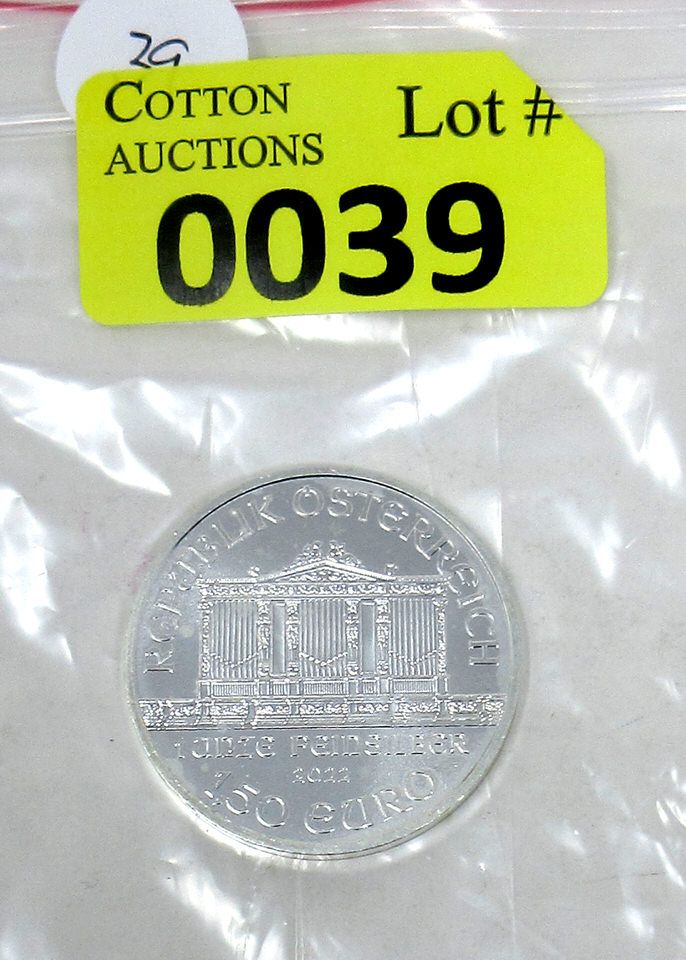 39
COTTON
AUCTIONS
Lot #
0039
REPUBLIK ÖSTERREICH
1 UNZE FEINSILBER
2022
1,50 EURO